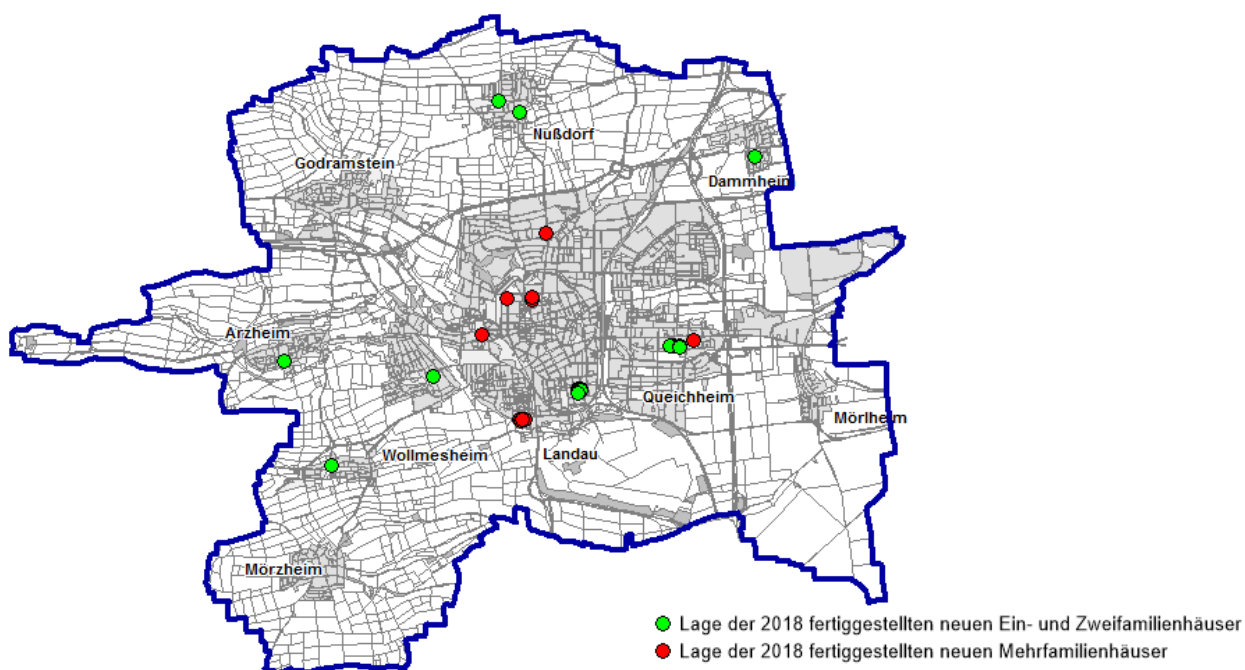 Nußdorf
Godramstein
Dammheim
Arzheim
Queichheim
Mörlheim
Wollmesheim
Landau
Mörzheim
Lage der 2018 fertiggestellten neuen Ein- und Zweifamilienhäuser
Lage der 2018 fertiggestellten neuen Mehrfamilienhäuser